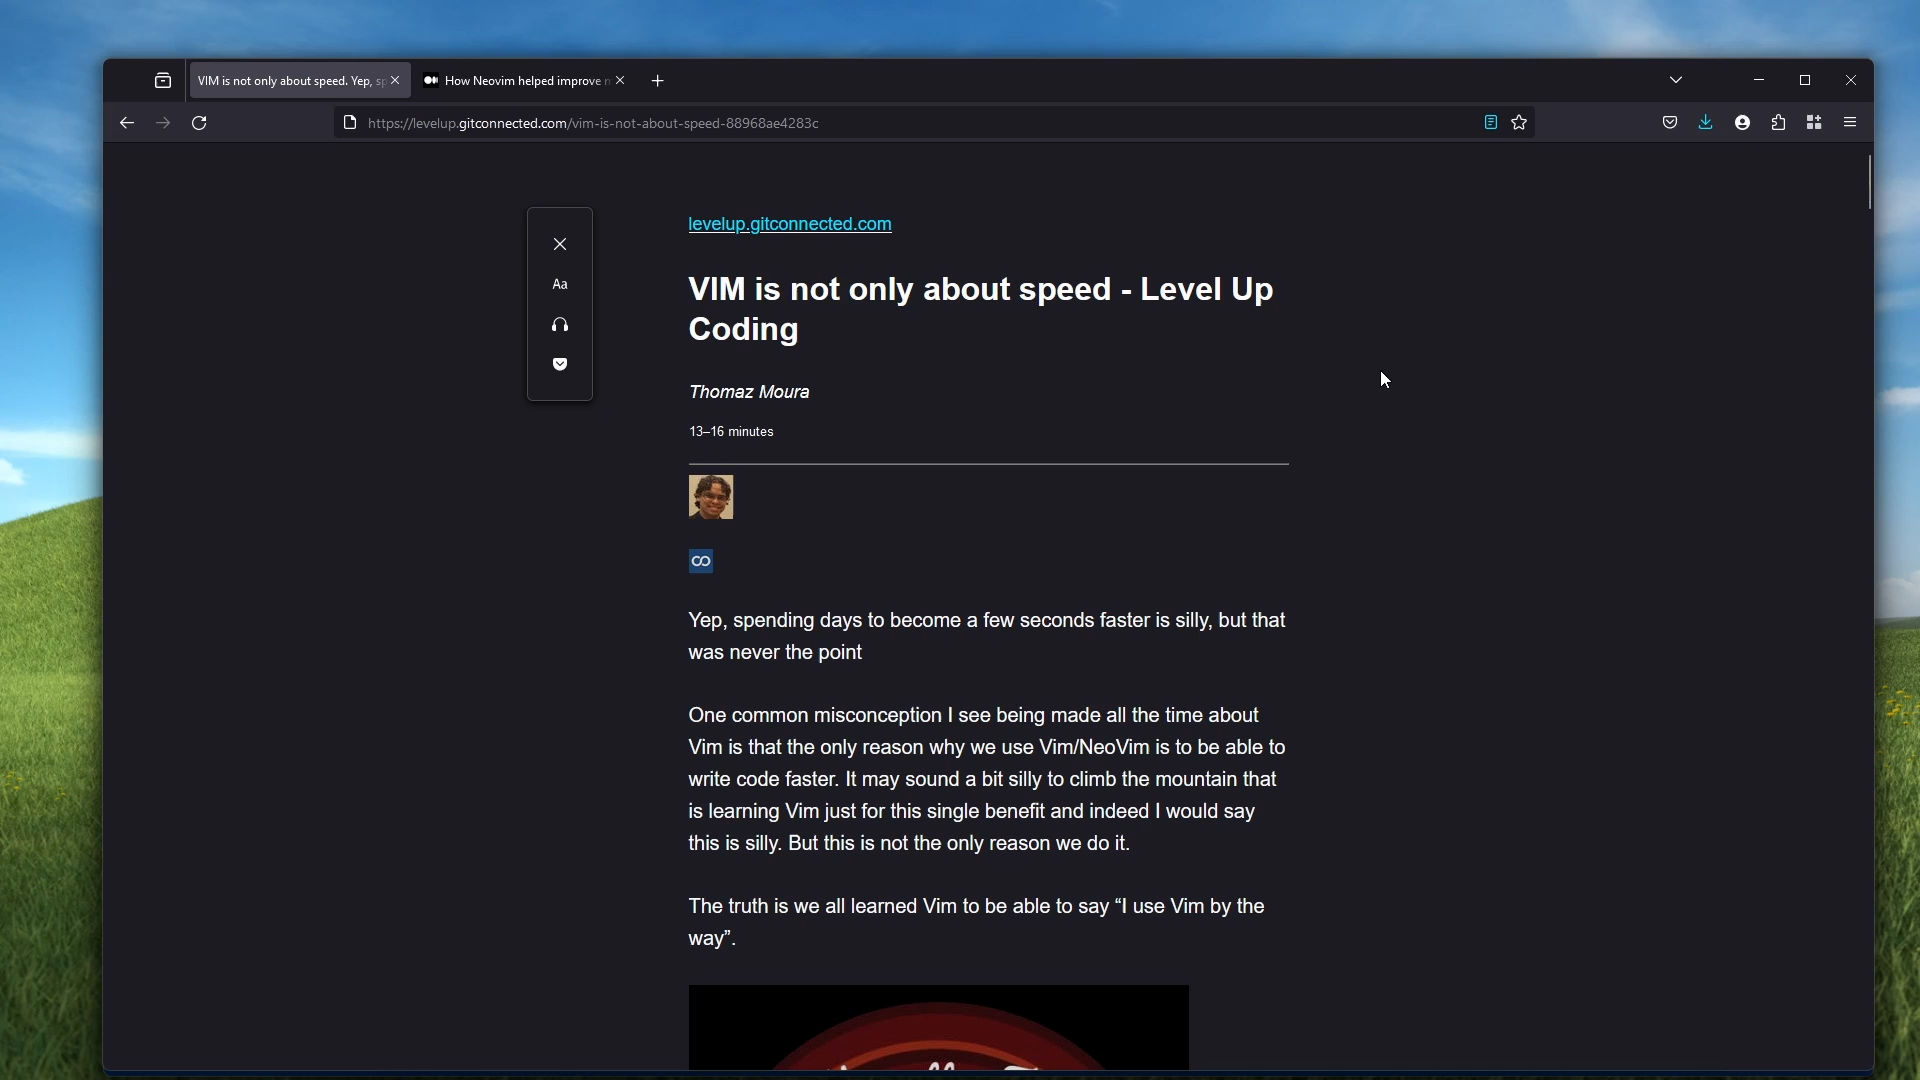 VIM is not only about speed. Yep, sp
How Neovim helped improve
https://levelup.gitconnected.com/vim-is-not-about-speed-88968ae4283c
levelup.gitconnected.com
VIM is not only about speed - Level Up
Coding
Aa
Thomaz Moura
13–16 minutes
Yep, spending days to become a few seconds faster is silly, but that
was never the point
One common misconception I see being made all the time about
Vim is that the only reason why we use Vim/NeoVim is to be able to
write code faster. It may sound a bit silly to climb the mountain that
is learning Vim just for this single benefit and indeed I would say
this is silly. But this is not the only reason we do it.
The truth is we all learned Vim to be able to say “I use Vim by the
way”.